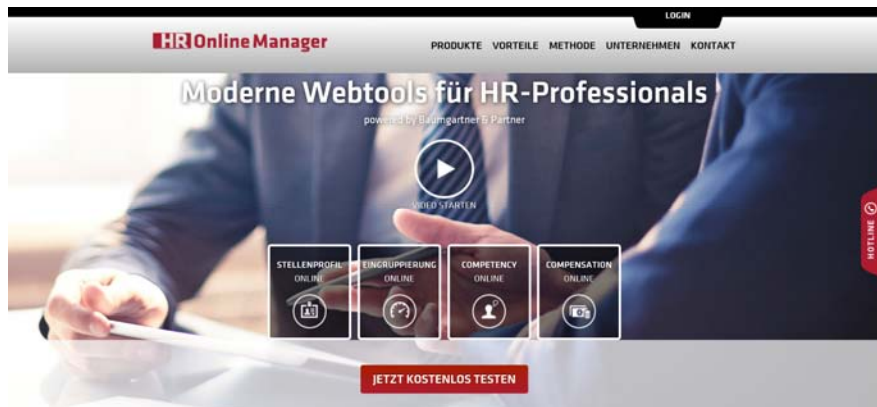 LOGIN
HR Online Manager
PRODUKTE VORTEILE METHODE UNTERNEHMEN KONTAKT
Moderne Webtools für HR-Professionals
powered by Baumgartner & Partner
VIDEO STARTEN
HOTLINE
STELLENPROFIL
ONLINE
EINGRUPPIERUNG
ONLINE
COMPETENCY
ONLINE
COMPENSATION
ONLINE
JETZT KOSTENLOS TESTEN